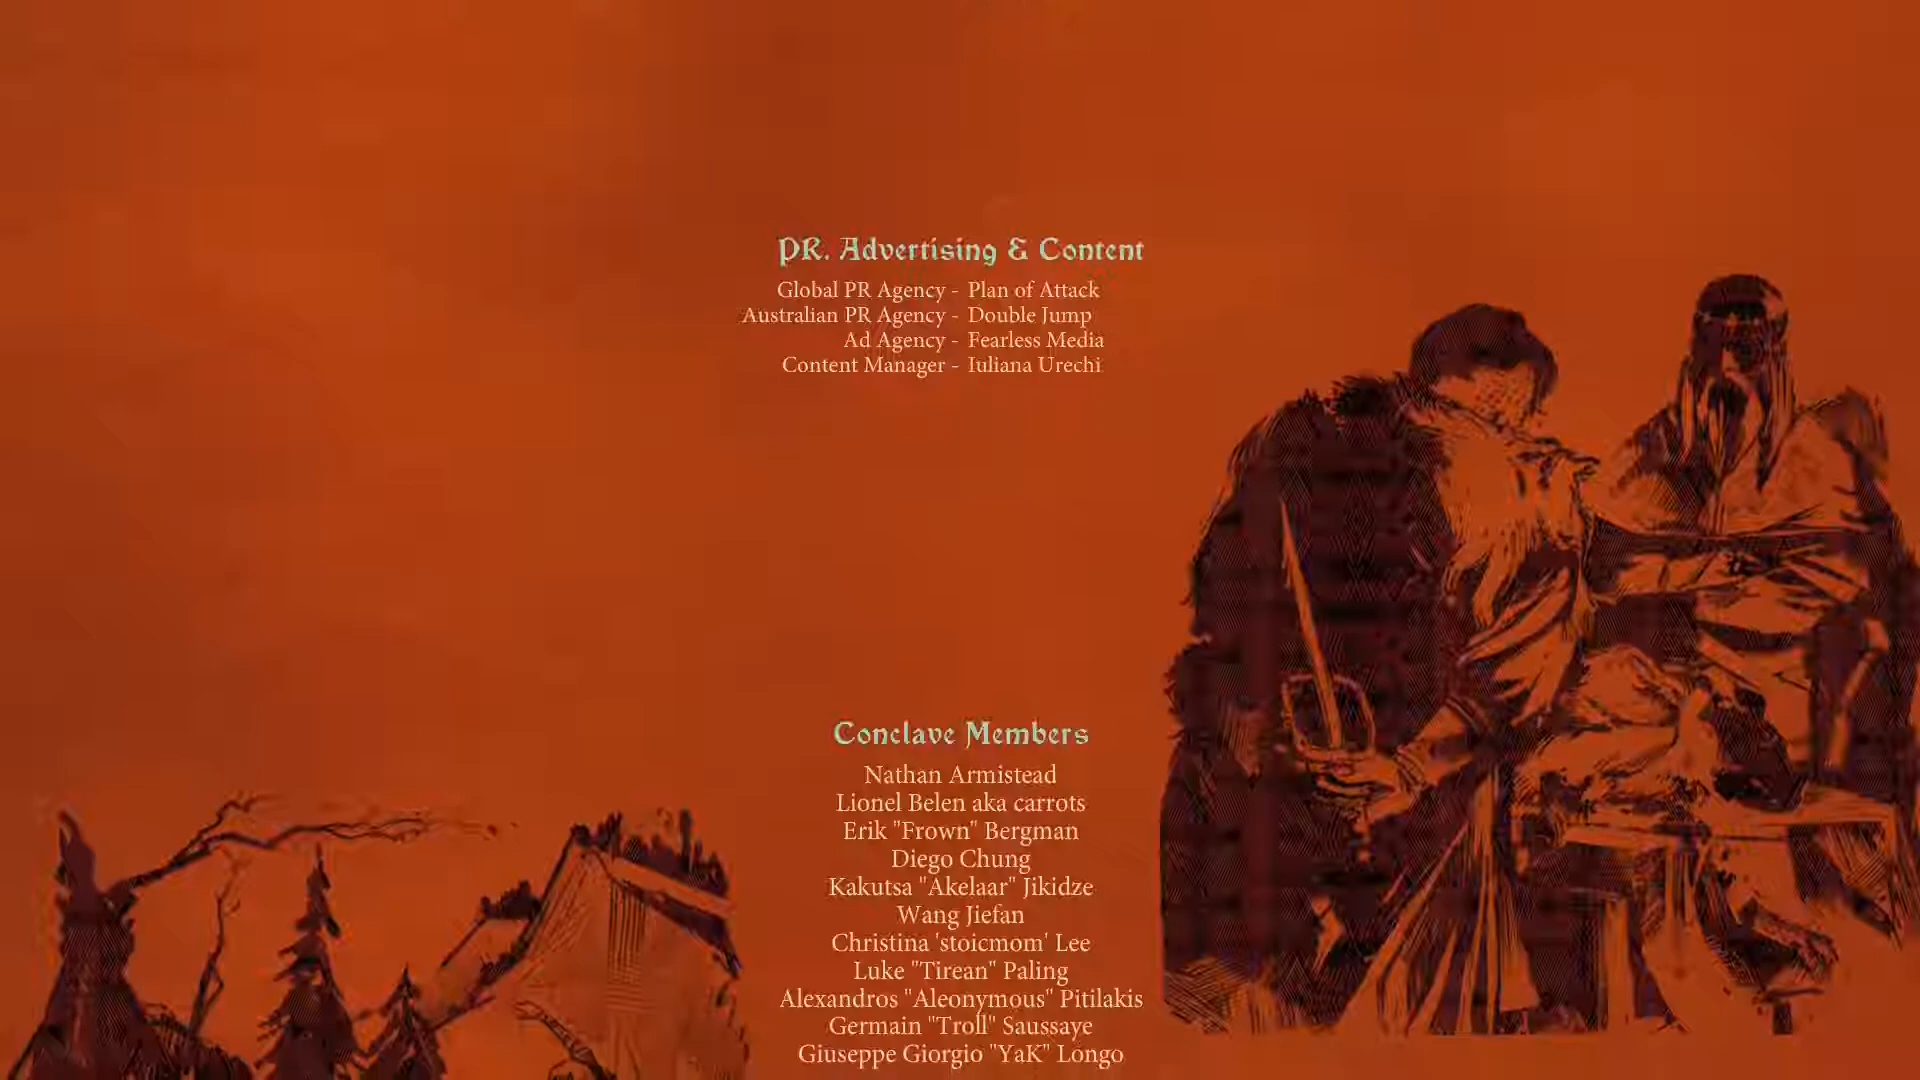 PR. Advertising & Content
Global PR Agency - Plan of Attack
Australian PR Agency - Double Jump
Ad Agency - Fearless Media
Content Manager - Iuliana Urechi
Conclave Members
Nathan Armistead
Lionel Belen aka carrots
Erik "Frown" Bergman
Diego Chung
Kakutsa "Akelaar" Jikidze
Wang Jiefan
Christina 'stoicmom' Lee
Luke "Tirean" Paling
Alexandros "Aleonymous" Pitilakis
Germain "Troll" Saussaye
Giuseppe Giorgio "YaK" Longo